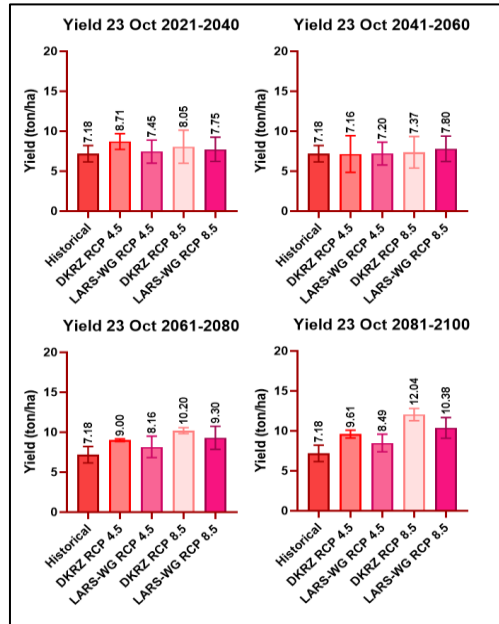 Yield 23 Oct 2021-2040
Yield (ton/ha)
20
15
10
5
0
7.18
8.71
7.45
8.05
7.75
Historical
DKRZ RCP 4.5
LARS-WG RCP 4.5
DKRZ RCP 8.5
LARS-WG RCP 8.5
Yield 23 Oct 2041-2060
Yield (ton/ha)
20
15
10
5
0
7.18
7.16
7.20
7.37
7.80
Historical
DKRZ RCP 4.5
LARS-WG RCP 4.5
DKRZ RCP 8.5
LARS-WG RCP 8.5
Yield 23 Oct 2061-2080
Yield (ton/ha)
20
15
10
5
0
7.18
9.00
8.16
10.20
9.30
Historical
DKRZ RCP 4.5
LARS-WG RCP 4.5
DKRZ RCP 8.5
LARS-WG RCP 8.5
Yield 23 Oct 2081-2100
Yield (ton/ha)
20
15
10
5
0
7.18
9.61
8.49
12.04
10.38
Historical
DKRZ RCP 4.5
LARS-WG RCP 4.5
DKRZ RCP 8.5
LARS-WG RCP 8.5